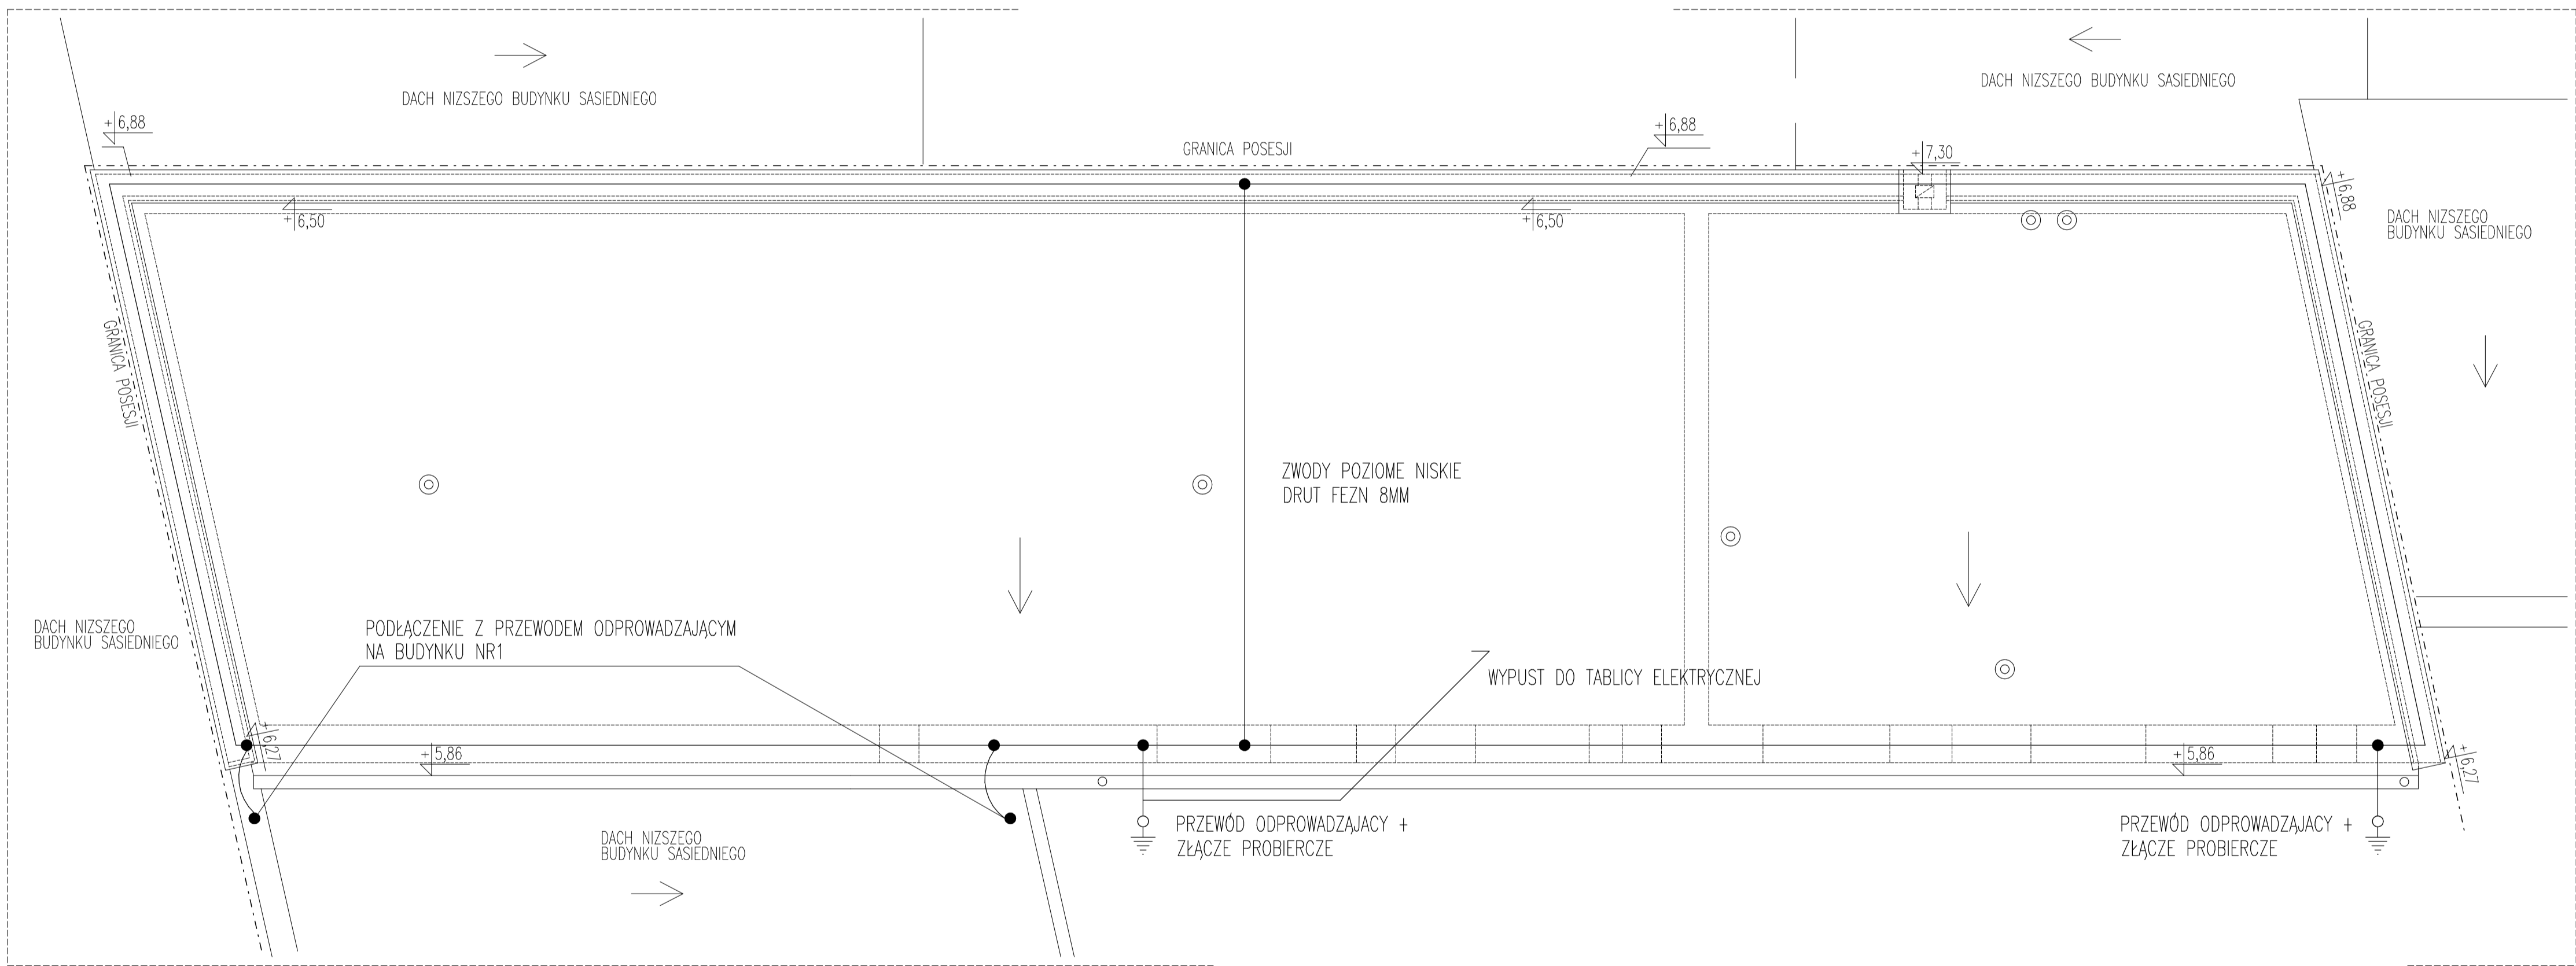 DACH NIZSZEGO BUDYNKU SASIEDNIEGO
DACH NIZSZEGO BUDYNKU SASIEDNIEGO
+6,88
+6,88
GRANICA POSESJI
+7,30
+6,88
+6,50
+6,50
DACH NIZSZEGO
BUDYNKU SASIEDNIEGO
GRANICA POSESJI
GRANICA POSESJI
ZWODY POZIOME NISKIE
DRUT FEZN 8MM
DACH NIZSZEGO
BUDYNKU SASIEDNIEGO
PODŁĄCZENIE Z PRZEWODEM ODPROWADZAJĄCYM
NA BUDYNKU NR1
WYPUST DO TABLICY ELEKTRYCZNEJ
+6,27
+5,86
+5,86
+6,27
DACH NIZSZEGO
BUDYNKU SASIEDNIEGO
PRZEWÓD ODPROWADZĄJACY +
ZŁĄCZE PROBIERCZE
PRZEWÓD ODPROWADZĄJACY +
ZŁĄCZE PROBIERCZE